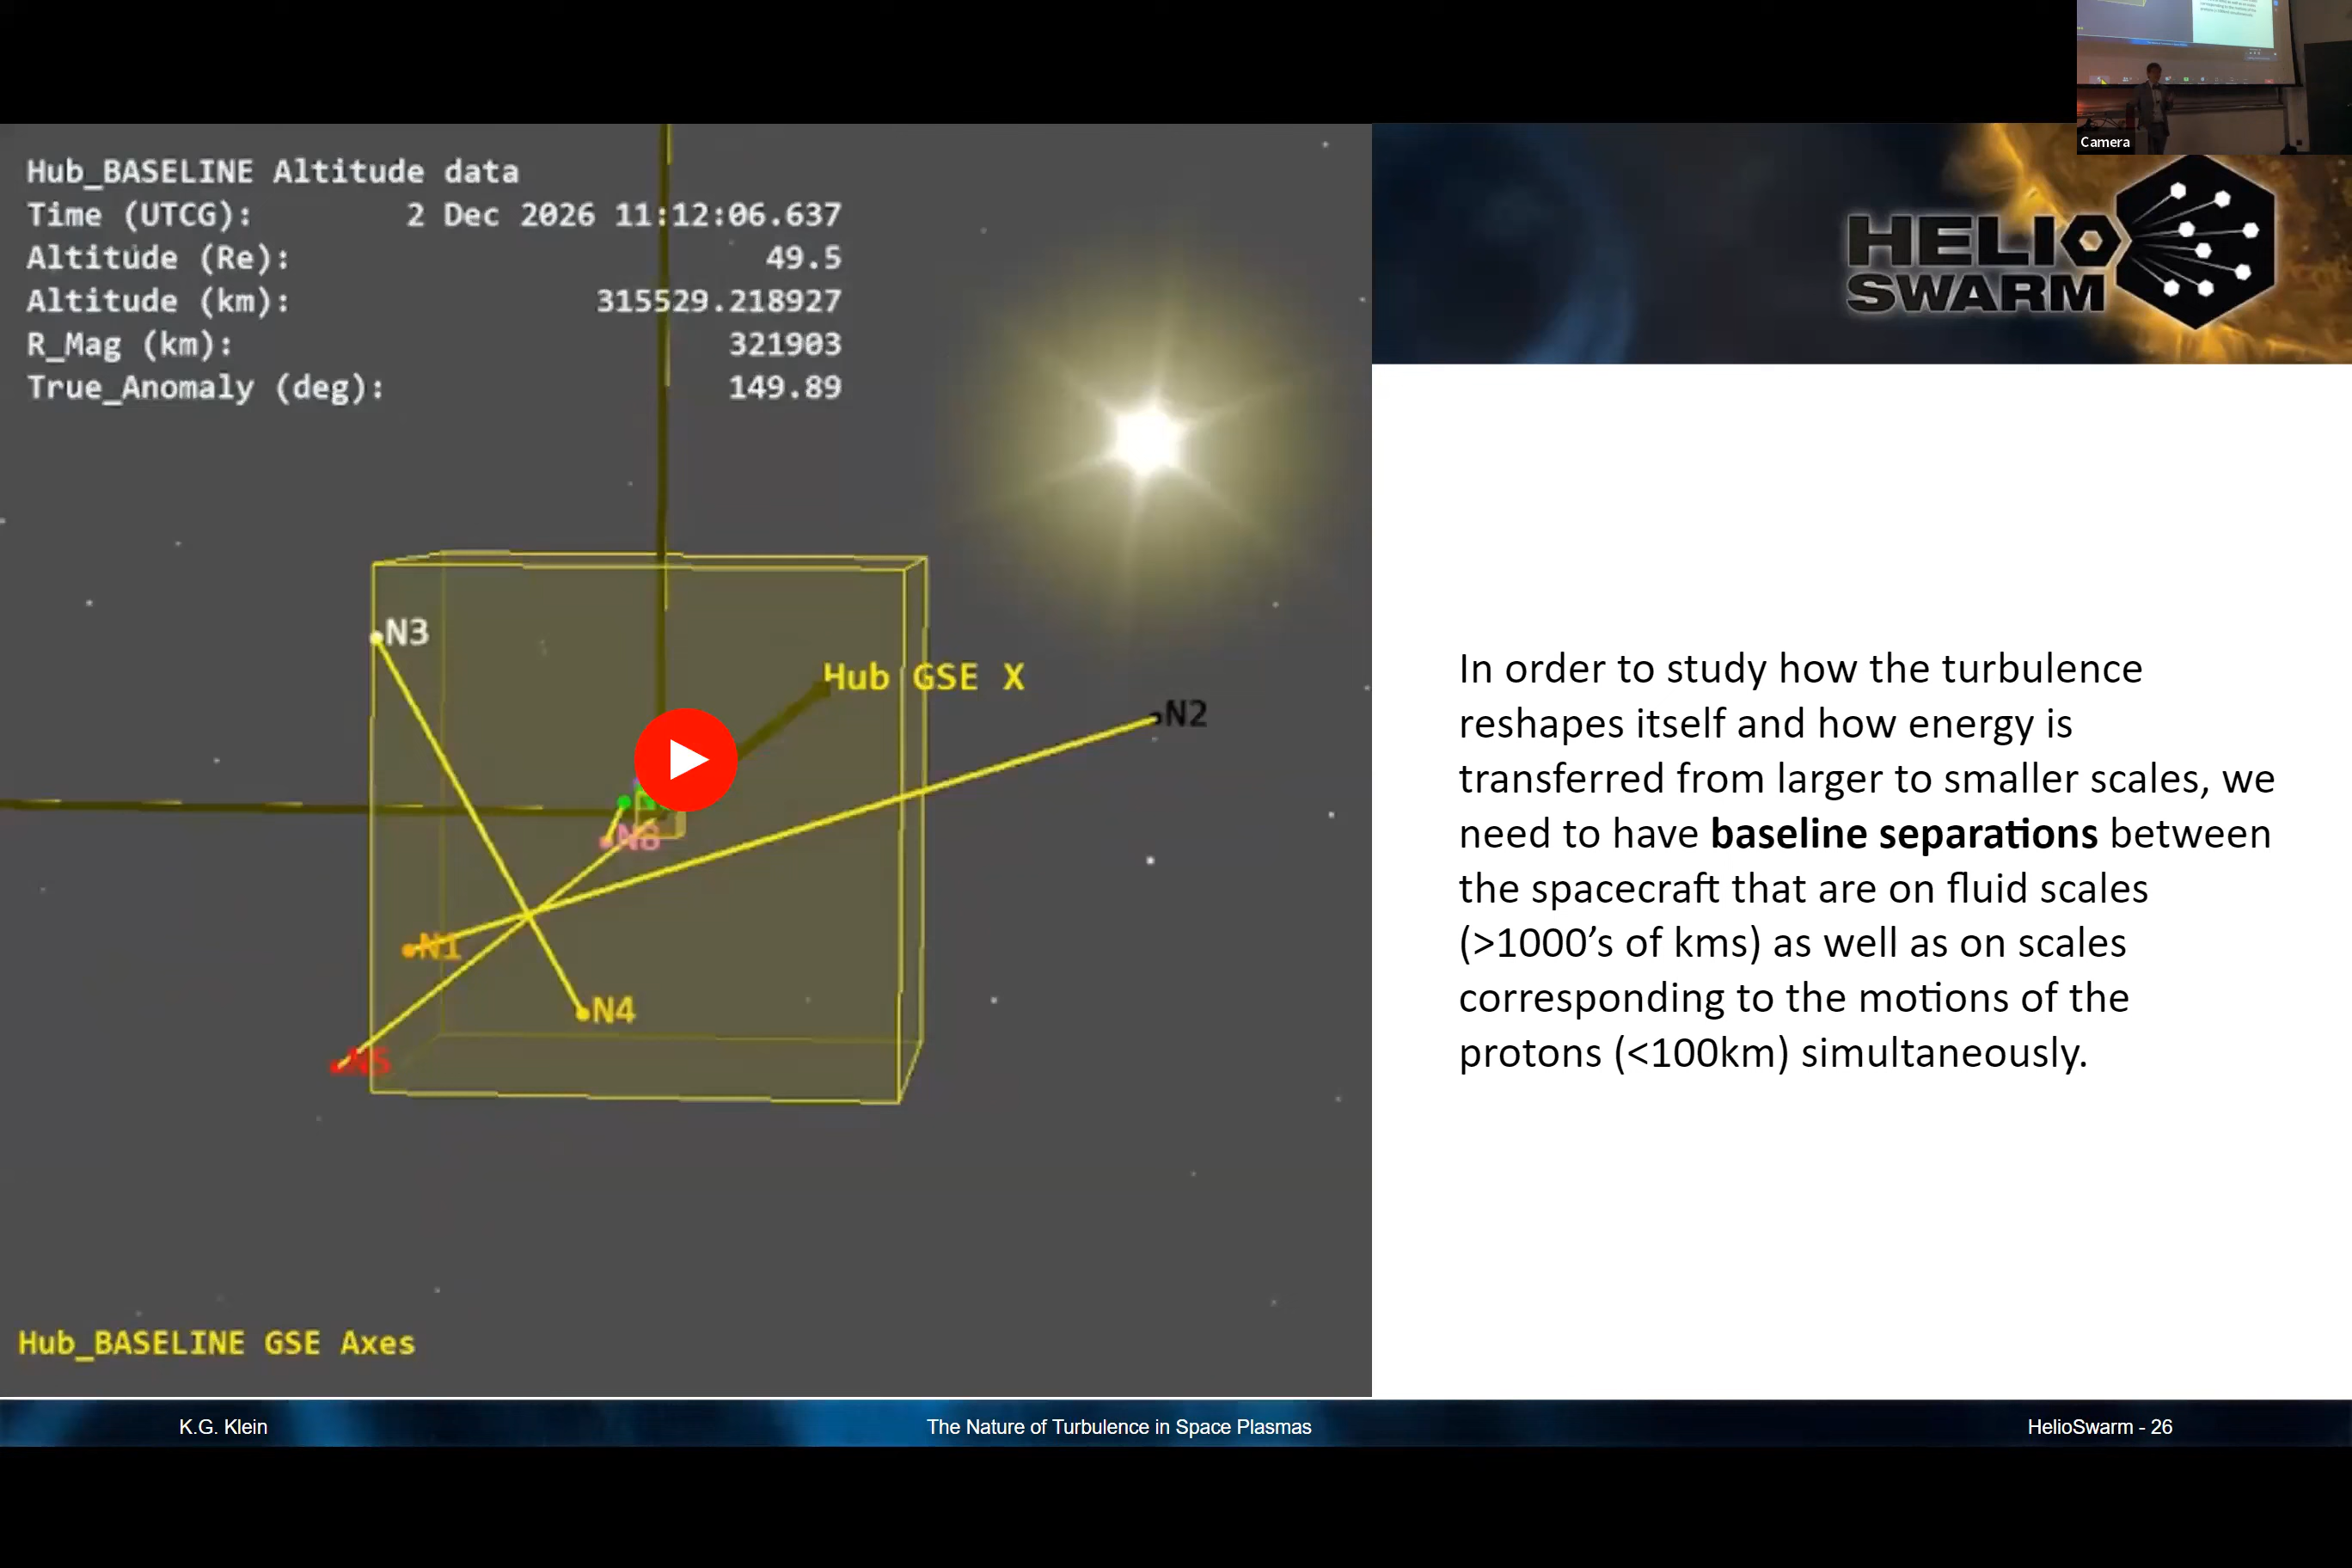 Camera
Hub_BASELINE Altitude data
Time (UTCG): 2 Dec 2026 11:12:06.637
Altitude (Re): 49.5
Altitude (km): 315529.218927
R_Mag (km): 321903
True_Anomaly (deg): 149.89
HELIO
SWARM
N3
Hub GSE X
N2
N1
N4
N5
In order to study how the turbulence
reshapes itself and how energy is
transferred from larger to smaller scales, we
need to have baseline separations between
the spacecraft that are on fluid scales
(>1000’s of kms) as well as on scales
corresponding to the motions of the
protons (<100km) simultaneously.
Hub_BASELINE GSE Axes
K.G. Klein
The Nature of Turbulence in Space Plasmas
HelioSwarm - 26